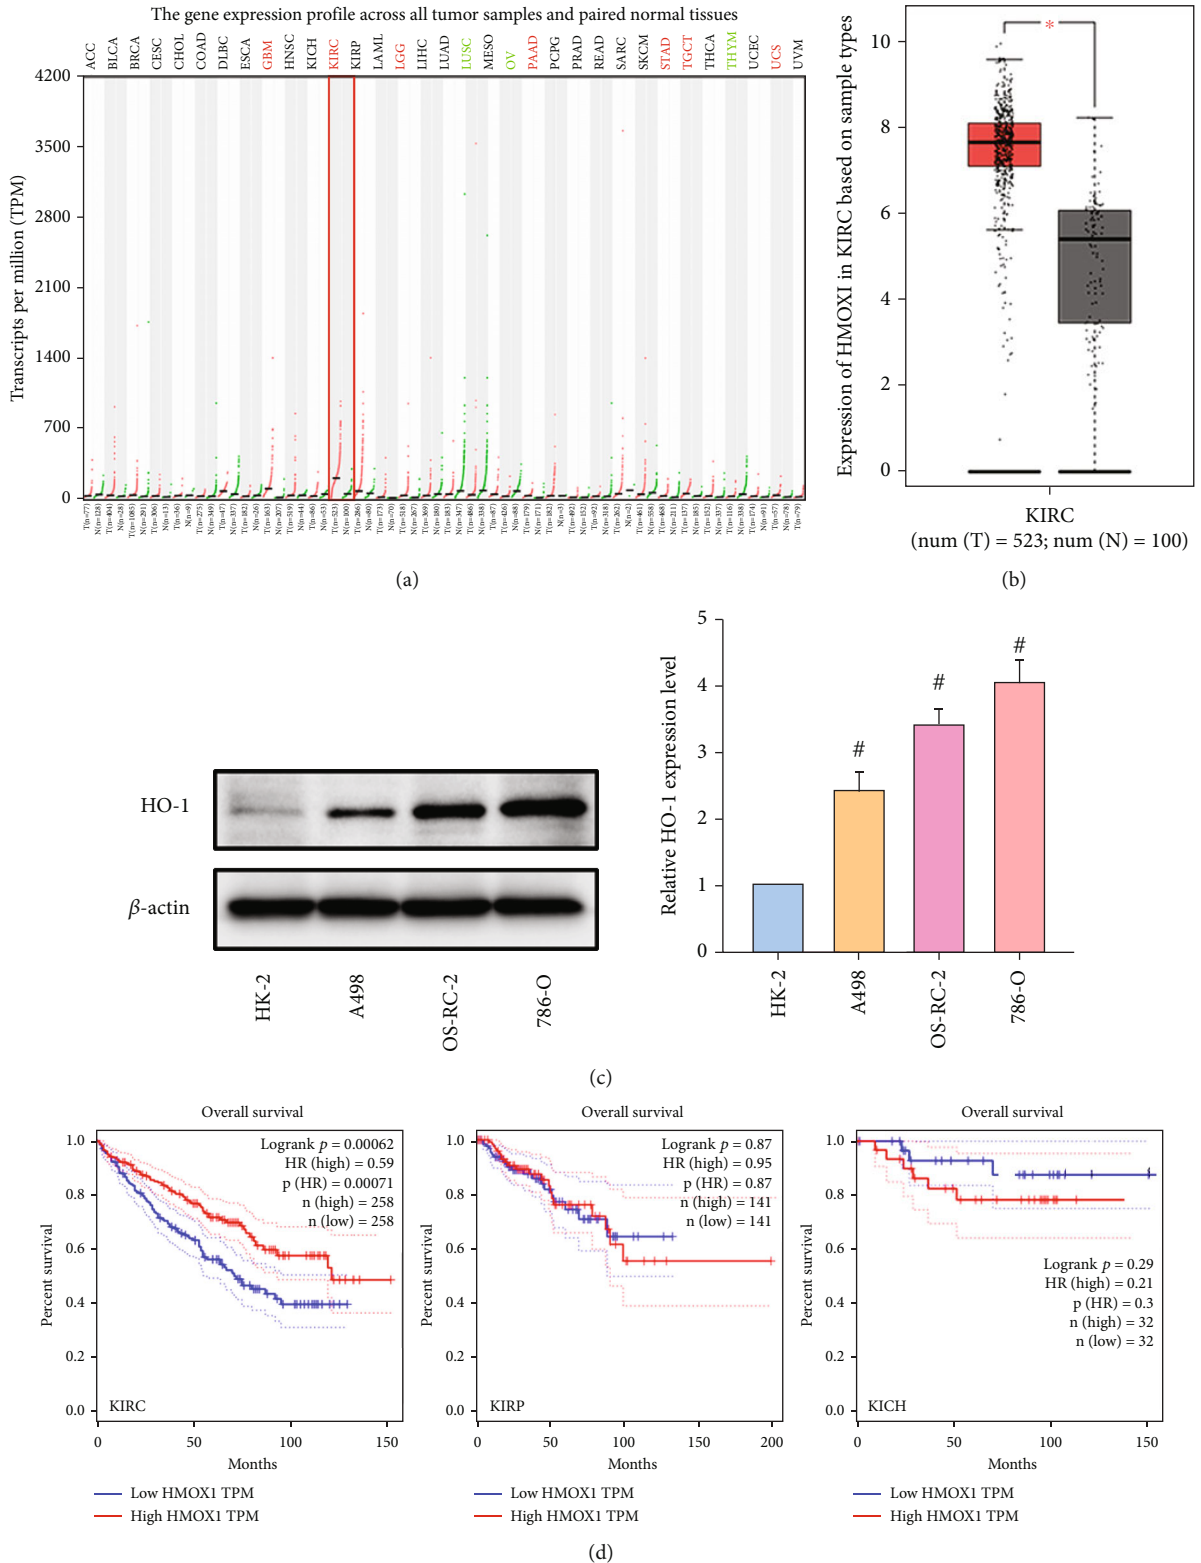 The gene expression profile across all tumor samples and paired normal tissues
ACC BLCA BRCA CESC CHOL COAD DLBC ESCA GBM HNSC KICH KIRC KIRP LAML LGG LIHC LUAD LUSC MESO OV PAAD PCPG PRAD READ SARC SKCM STAD TGCT THCA THYM UCEC UCS UVM
Transcripts per million (TPM)
4200
3500
2800
2100
1400
700
0
(a)
Expression of HMOX1 in KIRC based on sample types
10
8
6
4
2
0
*
KIRC
(num (T) = 523; num (N) = 100)
(b)
HO-1
β-actin
HK-2 A498 OS-RC-2 786-O
Relative HO-1 expression level
5
4
3
2
1
0
# # #
HK-2 A498 OS-RC-2 786-O
(c)
Overall survival
Percent survival
1.0
0.8
0.6
0.4
0.2
0.0
Logrank p = 0.00062
HR (high) = 0.59
p (HR) = 0.00071
n (high) = 258
n (low) = 258
KIRC
0 50 100 150
Months
Low HMOX1 TPM
High HMOX1 TPM
Overall survival
Percent survival
1.0
0.8
0.6
0.4
0.2
0.0
Logrank p = 0.87
HR (high) = 0.95
p (HR) = 0.87
n (high) = 141
n (low) = 141
KIRP
0 50 100 150 200
Months
Low HMOX1 TPM
High HMOX1 TPM
Overall survival
Percent survival
1.0
0.8
0.6
0.4
0.2
0.0
Logrank p = 0.29
HR (high) = 0.21
p (HR) = 0.3
n (high) = 32
n (low) = 32
KICH
0 50 100 150
Months
Low HMOX1 TPM
High HMOX1 TPM
(d)